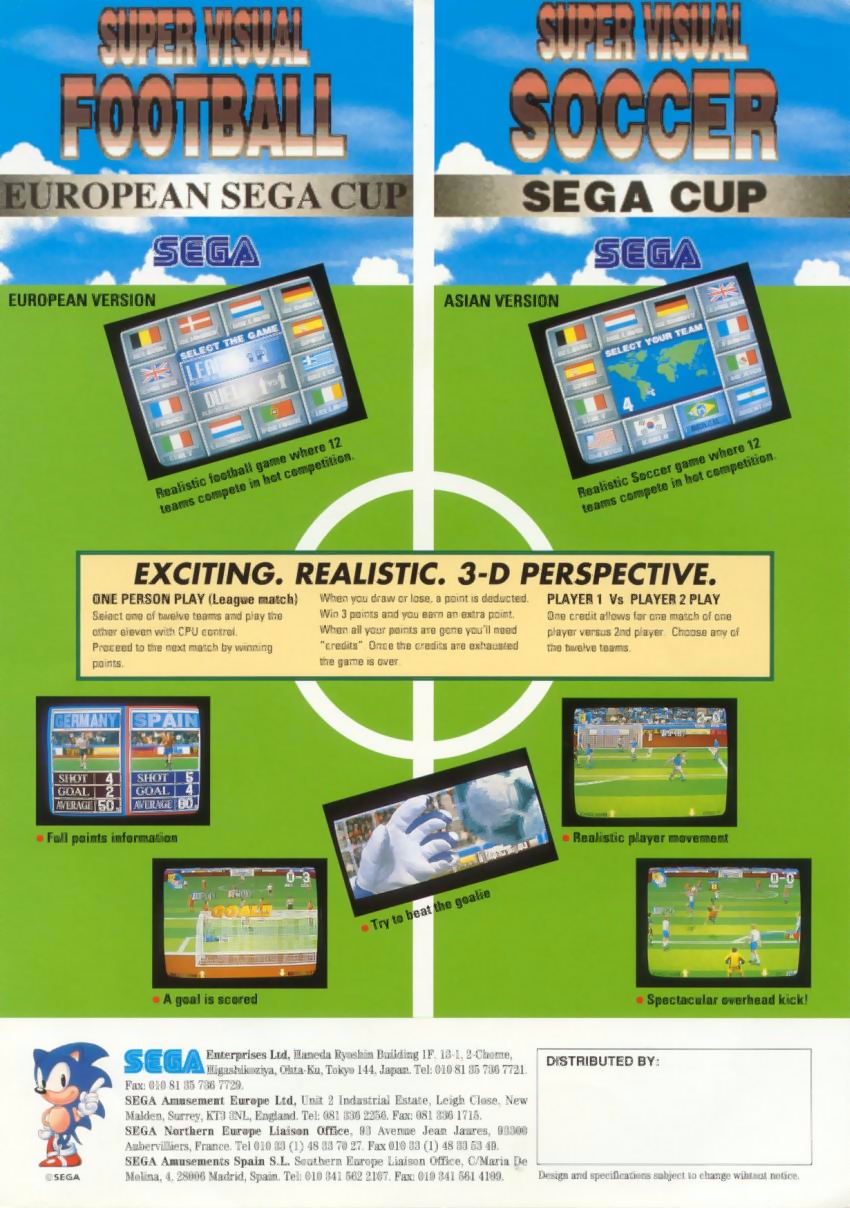 SUPER VISUAL
FOOTBALL
EUROPEAN SEGA CUP
SEGA
EUROPEAN VERSION
SELECT THE GAME
Realistic football game where 12
teams compete in hot competition.
SUPER VISUAL
SOCCER
SEGA CUP
SEGA
ASIAN VERSION
SELECT YOUR TEAM
4
Realistic Soccer game where 12
teams compete in hot competition.
EXCITING. REALISTIC. 3-D PERSPECTIVE.
ONE PERSON PLAY (League match)
Select one of twelve teams and play the
other eleven with CPU control.
Proceed to the next match by winning
points.
When you draw or lose, a point is deducted.
Win 3 points and you earn an extra point.
When all your points are gone you'll need
"credits". Once the credits are exhausted
the game is over.
PLAYER 1 Vs PLAYER 2 PLAY
One credit allows for one match of one
player versus 2nd player. Choose any of
the twelve teams.
GERMANY SPAIN
SHOT 4 SHOT 5
GOAL 2 GOAL 4
AVERAGE 50% AVERAGE 80%
• Full points information
2-0
• Realistic player movement
• Try to beat the goalie
0-3
GOAL!!
• A goal is scored
0-0
• Spectacular overhead kick!
SEGA Enterprises Ltd, Haneda Ryoshin Building 1F. 13-1, 2-Chome,
Higashikoziya, Ohta-Ku, Tokyo 144, Japan. Tel: 010 81 35 736 7721.
Fax: 010 81 35 736 7729.
SEGA Amusement Europe Ltd, Unit 2 Industrial Estate, Leigh Close, New
Malden, Surrey, KT3 3NL, England. Tel: 081 336 2256. Fax: 081 336 1715.
SEGA Northern Europe Liaison Office, 93 Avenue Jean Jaures, 93300
Aubervilliers, France. Tel 010 33 (1) 48 33 70 27. Fax 010 33 (1) 48 33 53 49.
SEGA Amusements Spain S.L. Southern Europe Liaison Office, C/Maria De
Molina, 4, 28006 Madrid, Spain. Tel: 010 341 562 2167. Fax: 010 341 561 4109.
© SEGA
DISTRIBUTED BY:
Design and specifications subject to change wihtout notice.